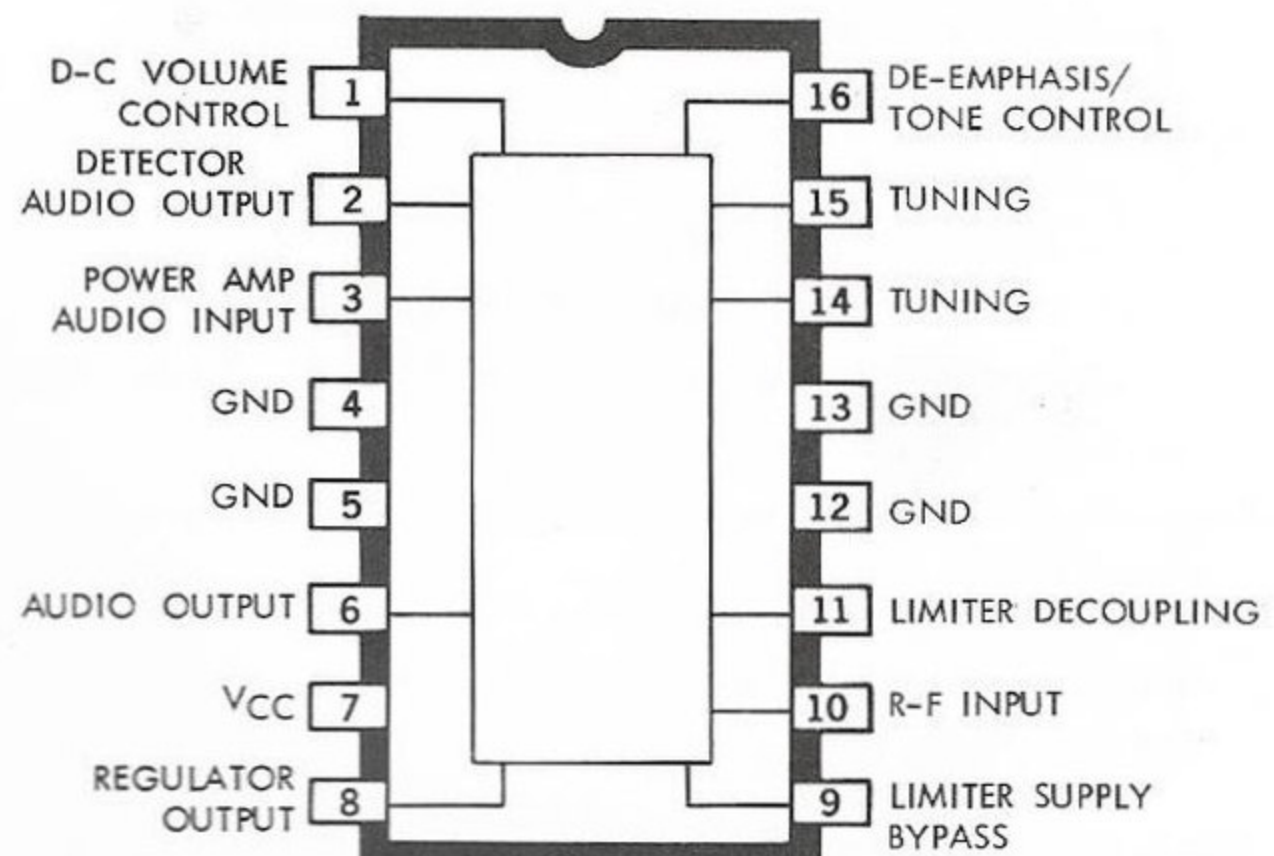 D-C VOLUME
CONTROL
1
DETECTOR
AUDIO OUTPUT
2
POWER AMP
AUDIO INPUT
3
GND 4
GND 5
AUDIO OUTPUT 6
VCC 7
REGULATOR
OUTPUT
8
16
DE-EMPHASIS/
TONE CONTROL
15 TUNING
14 TUNING
13 GND
12 GND
11 LIMITER DECOUPLING
10 R-F INPUT
9
LIMITER SUPPLY
BYPASS